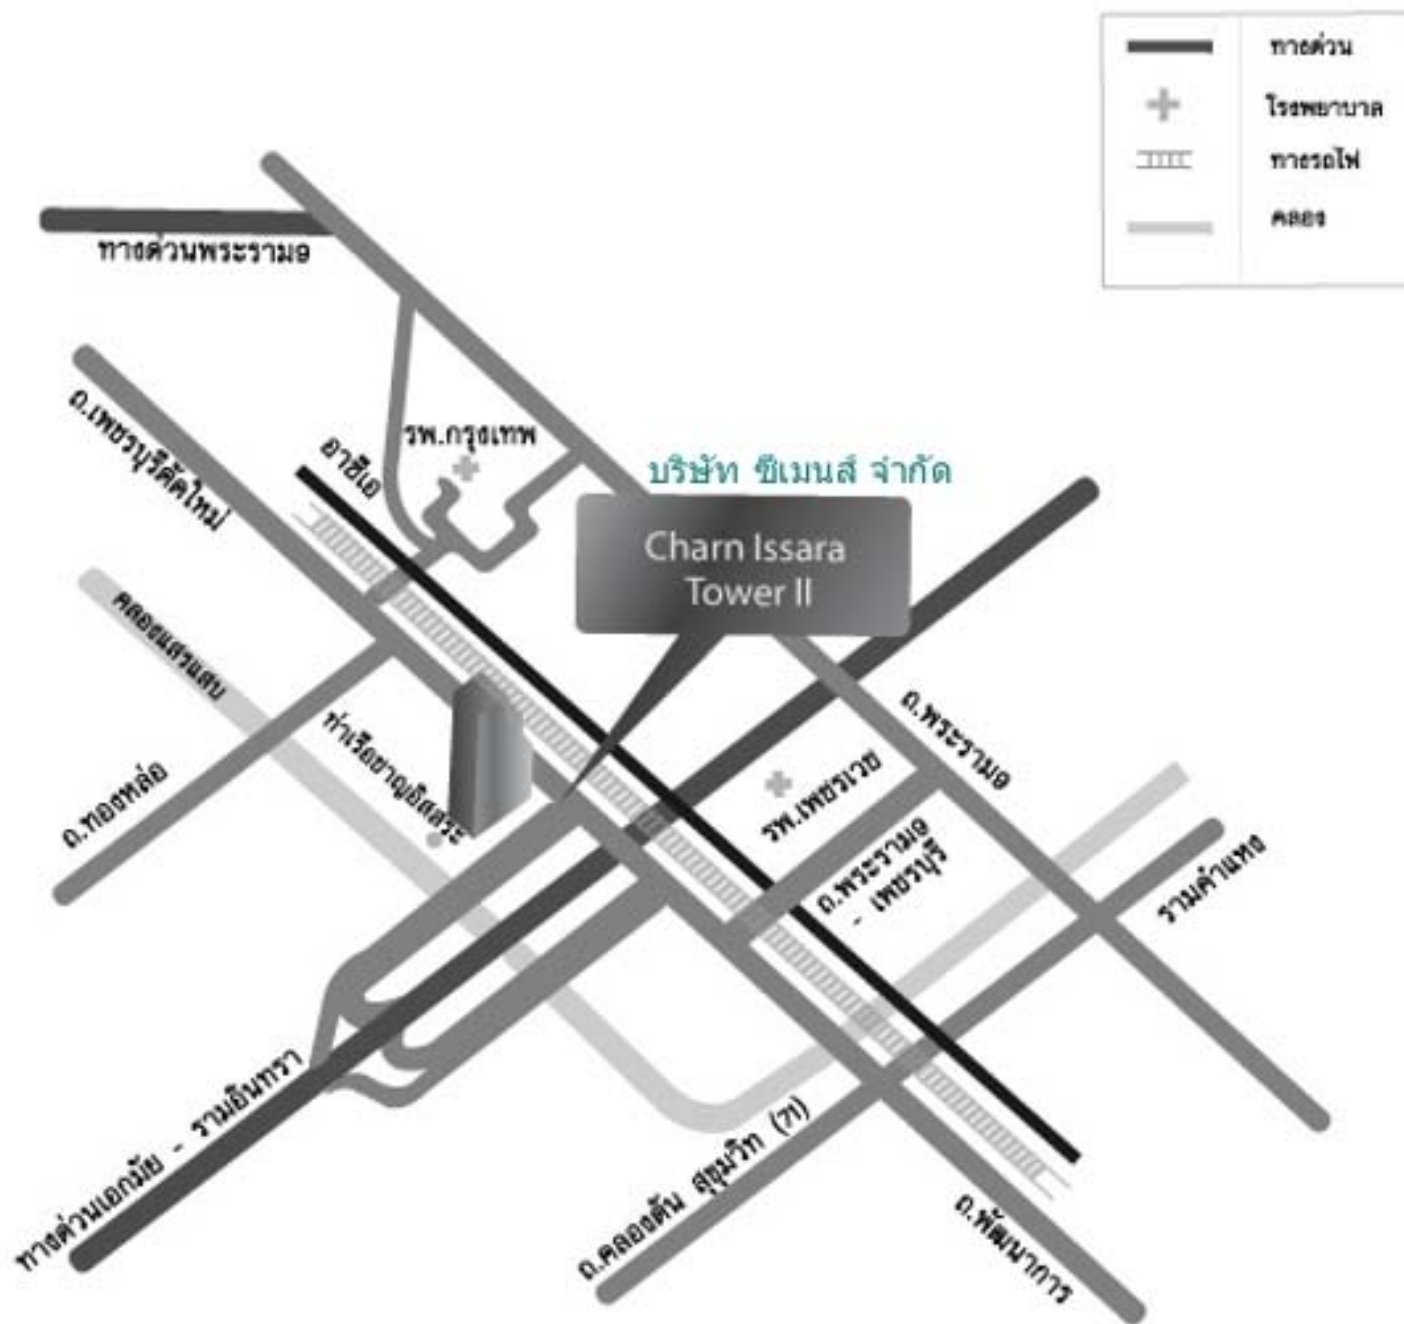 ทางด่วน
โรงพยาบาล
ทางรถไฟ
คลอง
ทางด่วนพระราม๙
ถ.เพชรบุรีตัดใหม่
อาซีเอ
รพ.กรุงเทพ
บริษัท ซีเมนส์ จำกัด
Charn Issara
Tower II
คลองแสรแสบ
ท่าเรือชาญอิสสระ
ถ.ทองหล่อ
ถ.พระราม๙
รพ.เพชรเวช
ถ.พระราม๙
- เพชรบุรี
รามคำแหง
ทางด่วนเอกมัย - รามอินทรา
ถ.คลองตัน สุขุมวิท (71)
ถ.พัฒนาการ